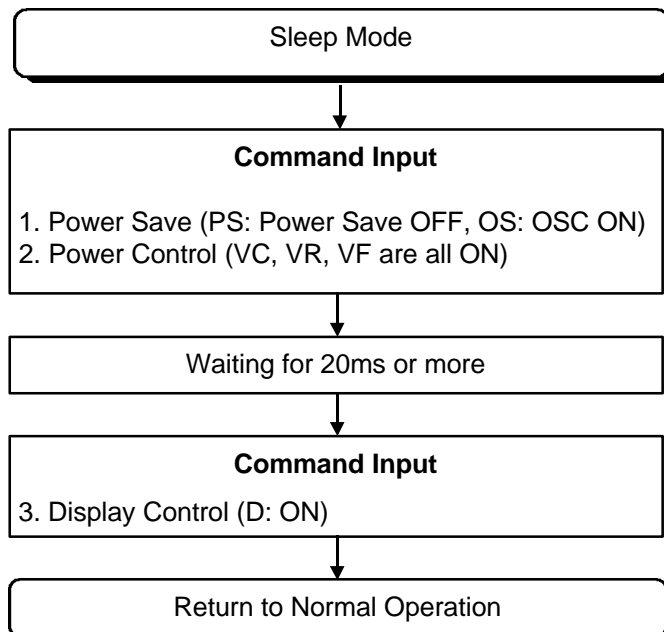 Sleep Mode
Command Input
1. Power Save (PS: Power Save OFF, OS: OSC ON)
2. Power Control (VC, VR, VF are all ON)
Waiting for 20ms or more
Command Input
3. Display Control (D: ON)
Return to Normal Operation